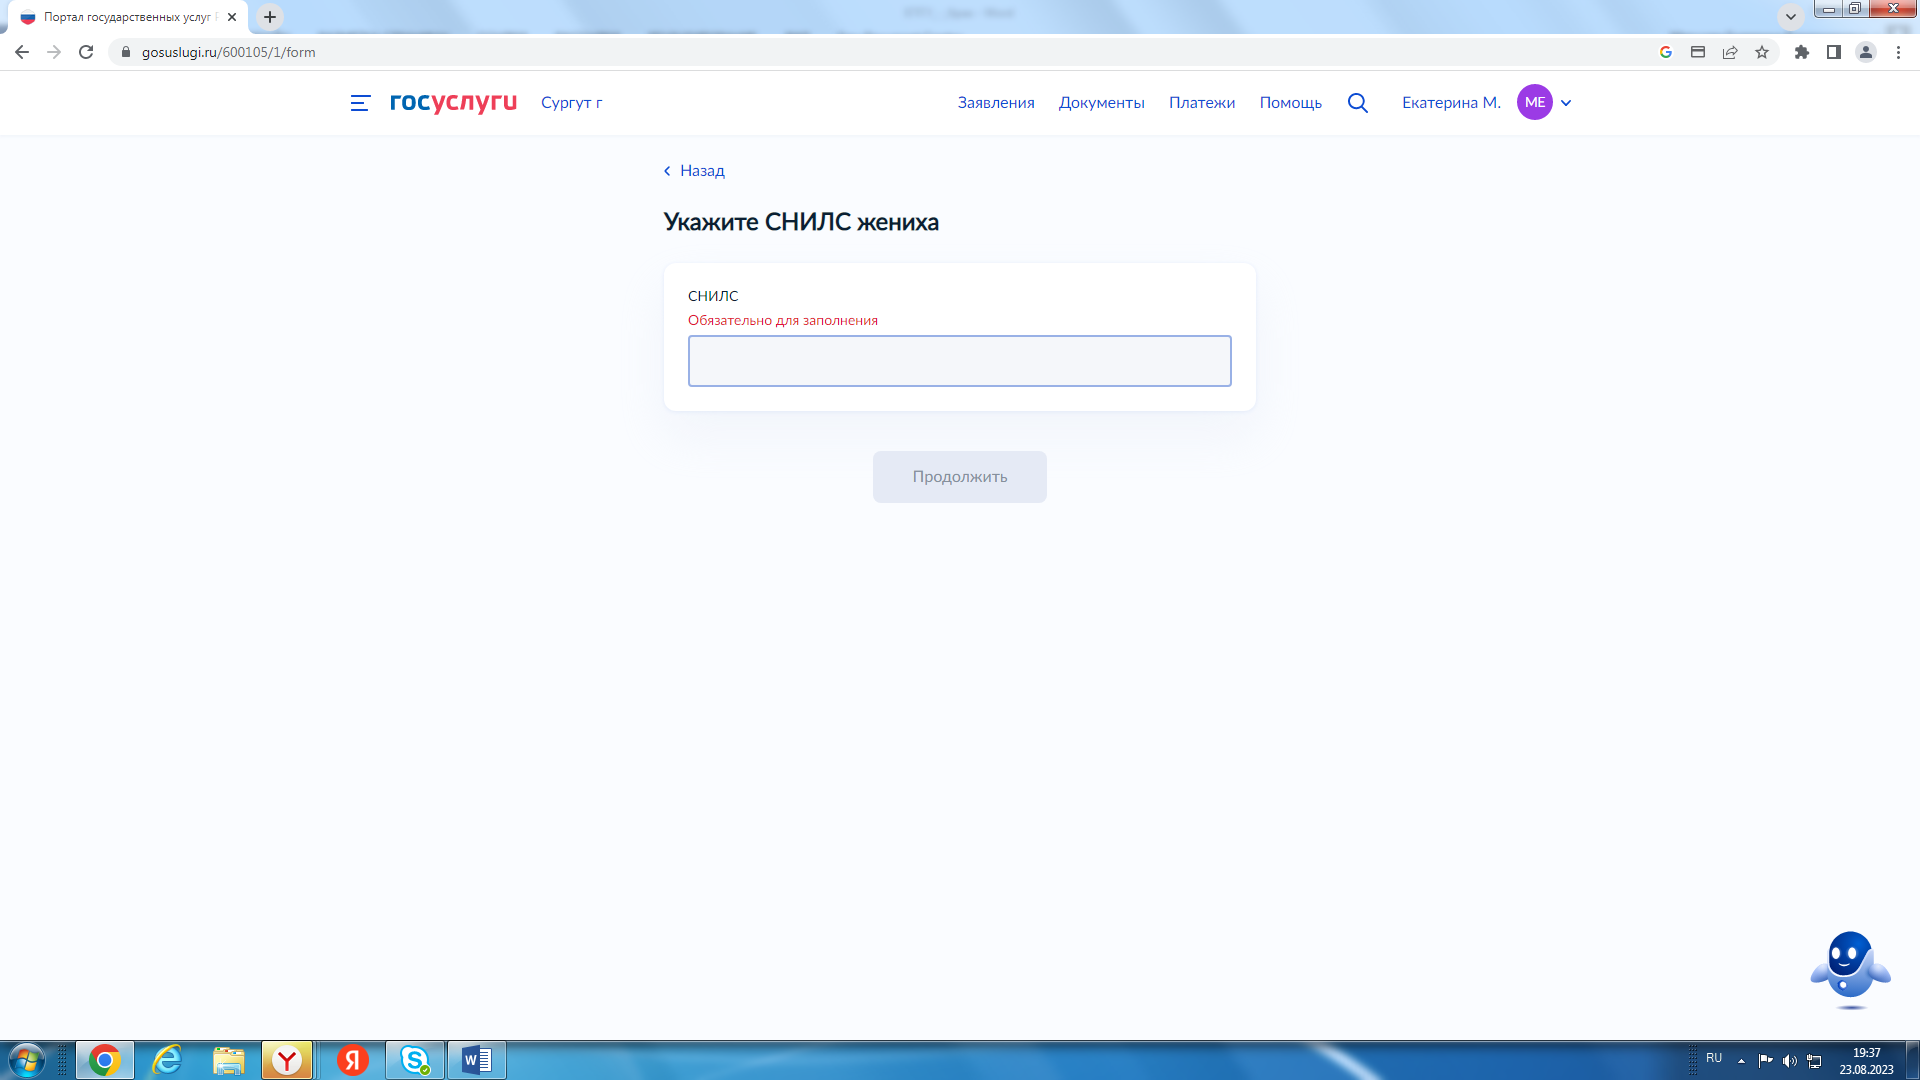 Портал государственных услуг
gosuslugi.ru/600105/1/form
госуслуги
Сургут г
Заявления
Документы
Платежи
Помощь
Екатерина М.
МЕ
Назад
Укажите СНИЛС жениха
СНИЛС
Обязательно для заполнения
Продолжить
RU
19:37
23.08.2023